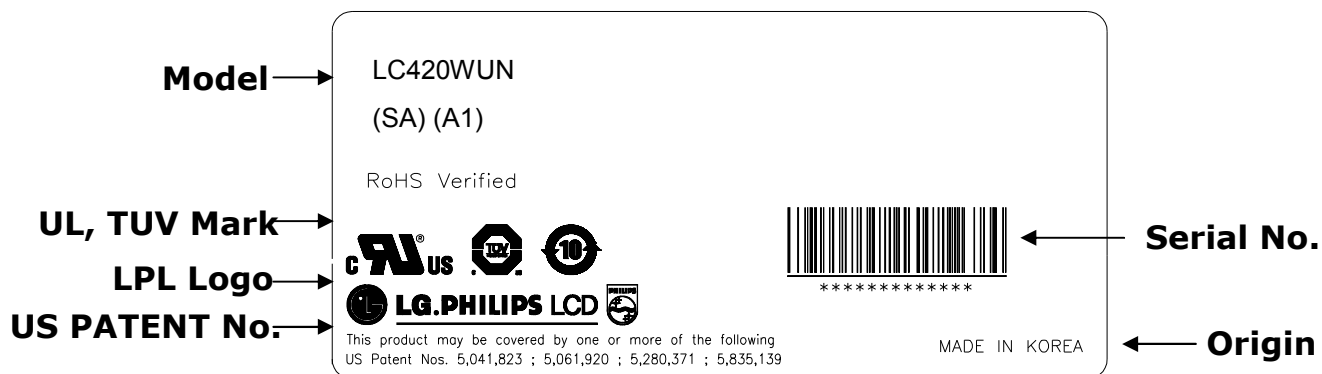 Model
LC420WUN
(SA) (A1)
RoHS Verified
UL, TUV Mark
C RU ® US TUV 10
Serial No.
*************
LPL Logo
LG LG.PHILIPS LCD PHILIPS
US PATENT No.
This product may be covered by one or more of the following
US Patent Nos. 5,041,823 ; 5,061,920 ; 5,280,371 ; 5,835,139
MADE IN KOREA
Origin